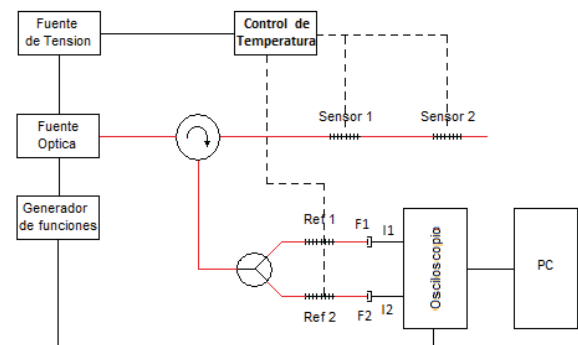 Fuente
de Tension
Control de
Temperatura
Sensor 1
Sensor 2
Fuente
Optica
Generador
de funciones
Ref 1
F1
I1
Osciloscopio
PC
Ref 2
F2
I2